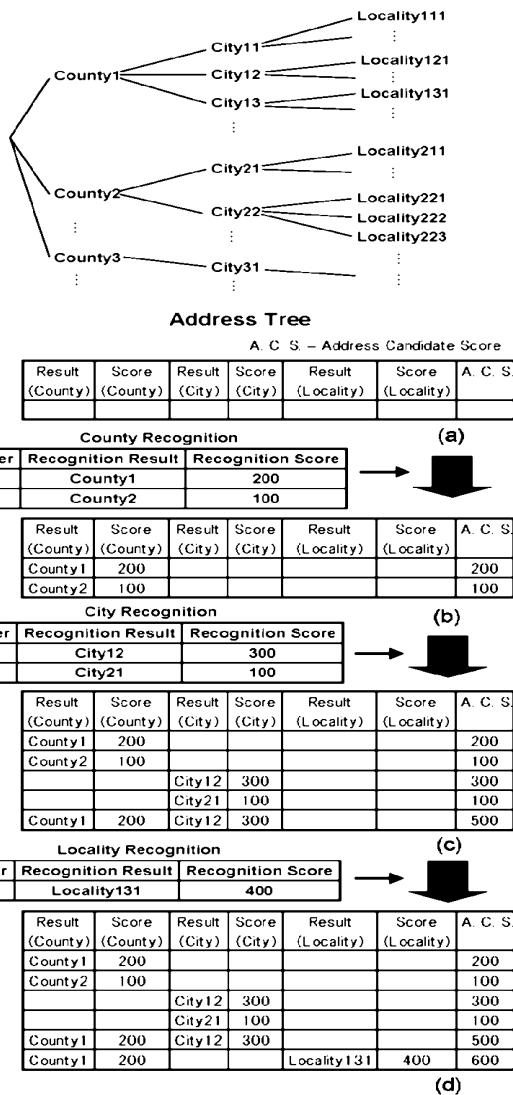 Locality111
City11
County1
City12
Locality121
City13
Locality131
Locality211
City21
County2
City22
Locality221
Locality222
Locality223
County3
City31
Address Tree
A. C. S. – Address Candidate Score
Result (County) Score (County) Result (City) Score (City) Result (Locality) Score (Locality) A. C. S.
(a)
County Recognition
er Recognition Result Recognition Score
County1 200
County2 100
Result (County) Score (County) Result (City) Score (City) Result (Locality) Score (Locality) A. C. S.
County1 200 200
County2 100 100
(b)
City Recognition
er Recognition Result Recognition Score
City12 300
City21 100
Result (County) Score (County) Result (City) Score (City) Result (Locality) Score (Locality) A. C. S.
County1 200 200
County2 100 100
City12 300 300
City21 100 100
County1 200 City12 300 500
(c)
Locality Recognition
er Recognition Result Recognition Score
Locality131 400
Result (County) Score (County) Result (City) Score (City) Result (Locality) Score (Locality) A. C. S.
County1 200 200
County2 100 100
City12 300 300
City21 100 100
County1 200 City12 300 500
County1 200 Locality131 400 600
(d)